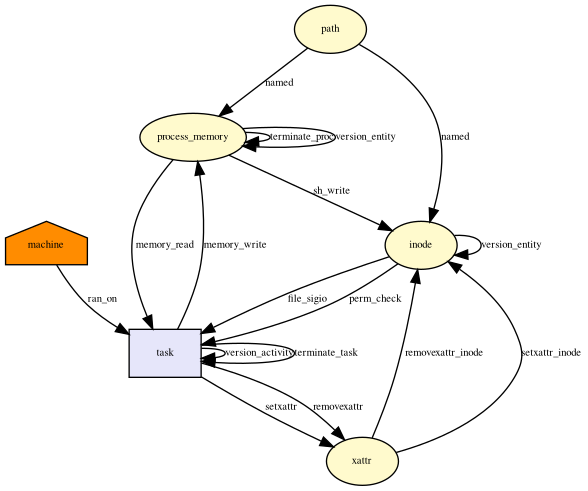 path
named
process_memory
terminate_proc
version_entity
named
sh_write
machine
memory_read
memory_write
inode
version_entity
ran_on
file_sigio
perm_check
task
version_activity
terminate_task
removexattr_inode
setxattr_inode
setxattr
removexattr
xattr